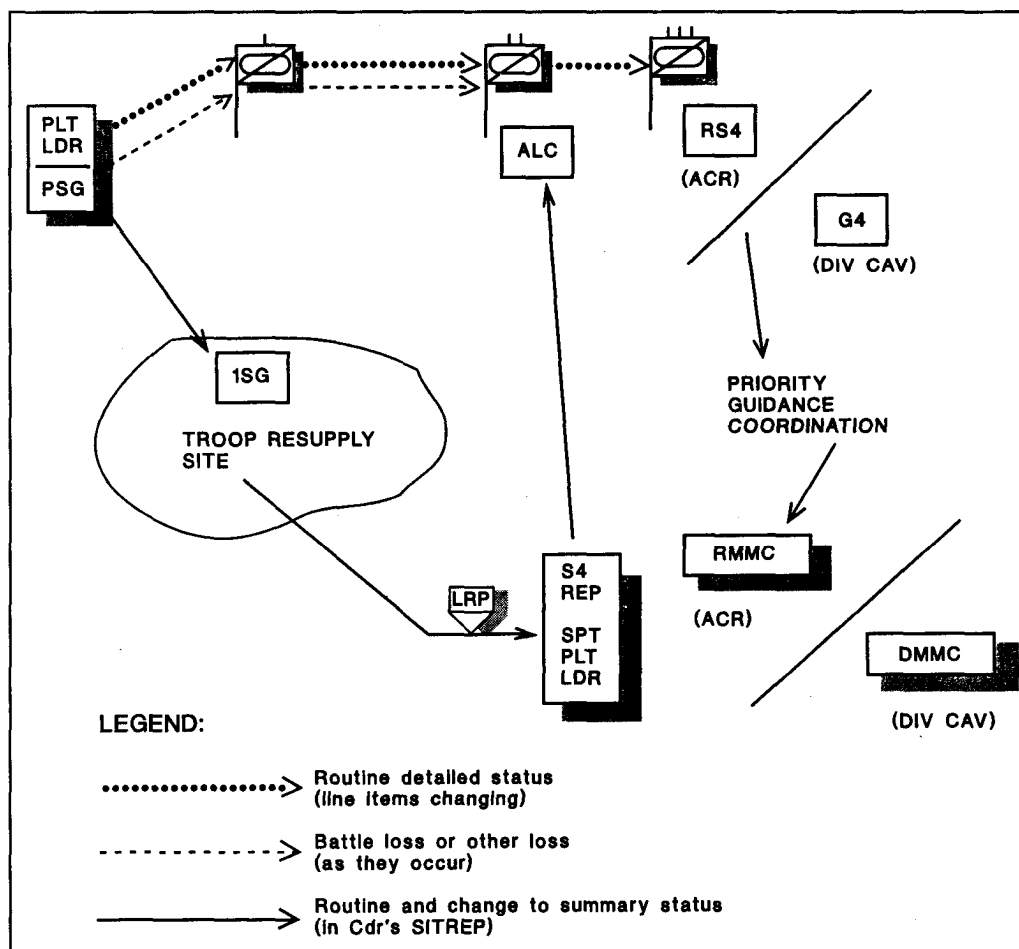 PLT
LDR
PSG
ALC
RS4
(ACR)
G4
(DIV CAV)
1SG
TROOP RESUPPLY
SITE
PRIORITY
GUIDANCE
COORDINATION
LRP
S4
REP
SPT
PLT
LDR
RMMC
(ACR)
DMMC
(DIV CAV)
LEGEND:
Routine detailed status
(line items changing)
Battle loss or other loss
(as they occur)
Routine and change to summary status
(in Cdr's SITREP)